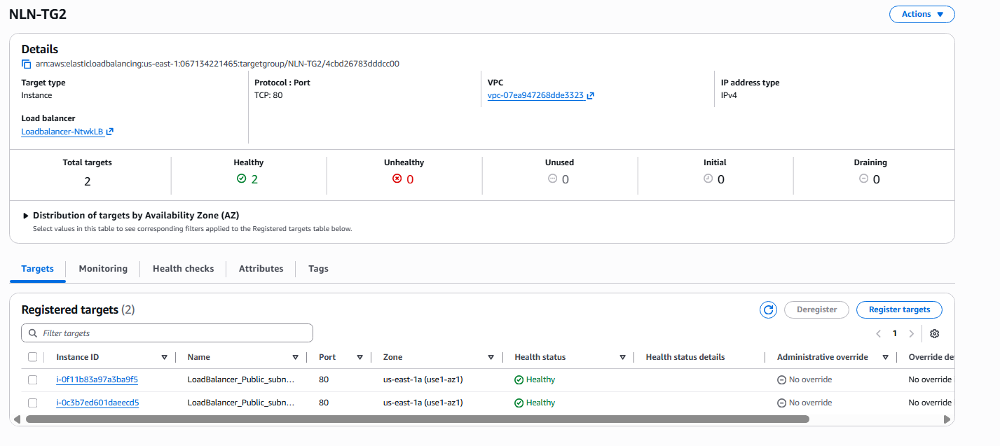 NLN-TG2
Actions
Details
arn:aws:elasticloadbalancing:us-east-1:067134221465:targetgroup/NLN-TG2/4cbd26783dddcc00
Target type
Instance
Protocol : Port
TCP: 80
VPC
vpc-07ea947268dde3323
IP address type
IPv4
Load balancer
Loadbalancer-NtwkLB
Total targets
2
Healthy
2
Unhealthy
0
Unused
0
Initial
0
Draining
0
Distribution of targets by Availability Zone (AZ)
Select values in this table to see corresponding filters applied to the Registered targets table below.
Targets Monitoring Health checks Attributes Tags
Registered targets (2)
Deregister
Register targets
Filter targets
1
Instance ID Name Port Zone Health status Health status details Administrative override Override de
i-0f11b83a97a3ba9f5 LoadBalancer_Public_subn... 80 us-east-1a (use1-az1) Healthy No override No override
i-0c3b7ed601daeecd5 LoadBalancer_Public_subn... 80 us-east-1a (use1-az1) Healthy No override No override